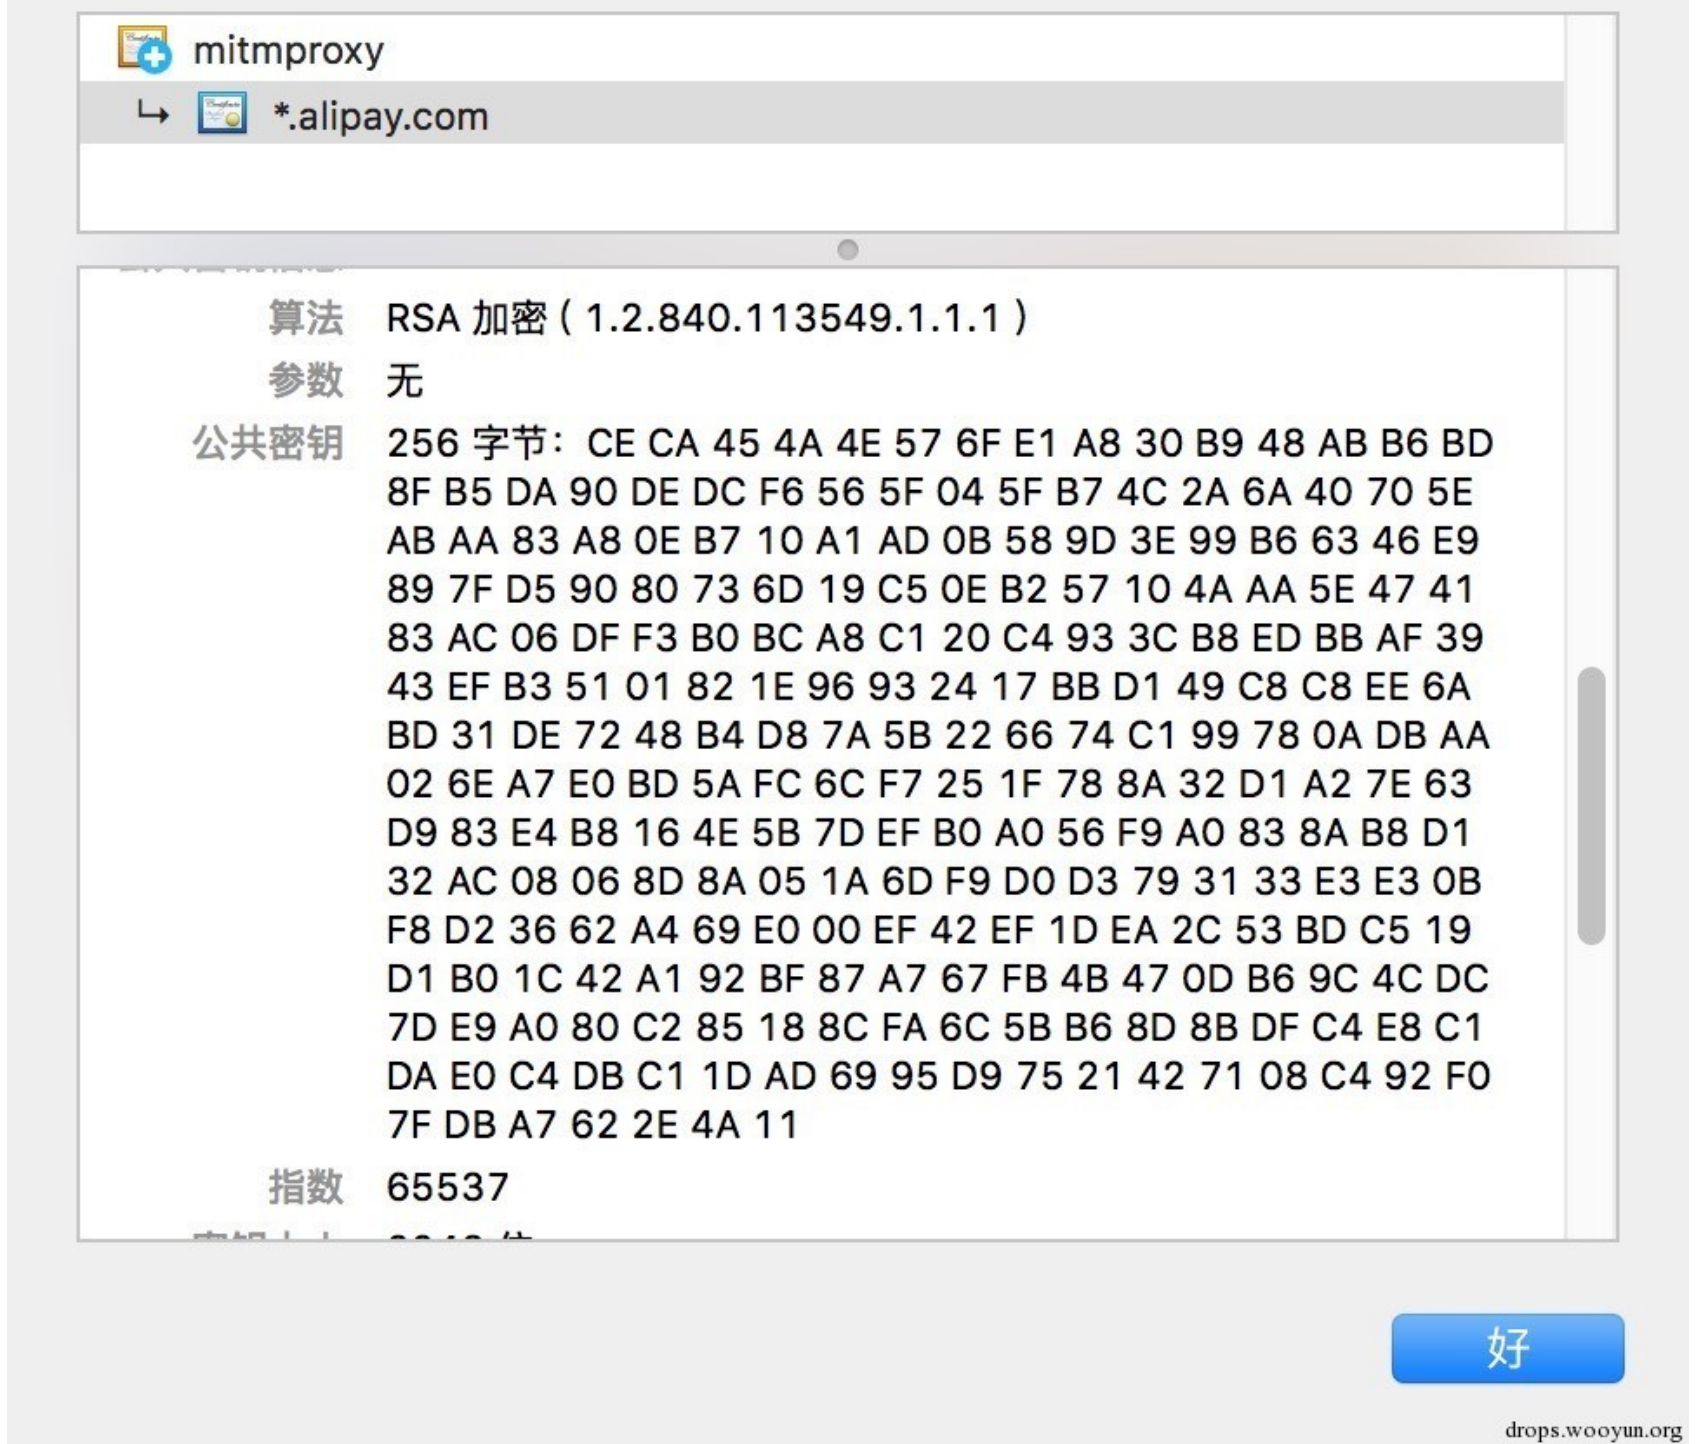 mitmproxy
*.alipay.com
算法 RSA 加密 ( 1.2.840.113549.1.1.1 )
参数 无
公共密钥 256 字节： CE CA 45 4A 4E 57 6F E1 A8 30 B9 48 AB B6 BD
8F B5 DA 90 DE DC F6 56 5F 04 5F B7 4C 2A 6A 40 70 5E
AB AA 83 A8 0E B7 10 A1 AD 0B 58 9D 3E 99 B6 63 46 E9
89 7F D5 90 80 73 6D 19 C5 0E B2 57 10 4A AA 5E 47 41
83 AC 06 DF F3 B0 BC A8 C1 20 C4 93 3C B8 ED BB AF 39
43 EF B3 51 01 82 1E 96 93 24 17 BB D1 49 C8 C8 EE 6A
BD 31 DE 72 48 B4 D8 7A 5B 22 66 74 C1 99 78 0A DB AA
02 6E A7 E0 BD 5A FC 6C F7 25 1F 78 8A 32 D1 A2 7E 63
D9 83 E4 B8 16 4E 5B 7D EF B0 A0 56 F9 A0 83 8A B8 D1
32 AC 08 06 8D 8A 05 1A 6D F9 D0 D3 79 31 33 E3 E3 0B
F8 D2 36 62 A4 69 E0 00 EF 42 EF 1D EA 2C 53 BD C5 19
D1 B0 1C 42 A1 92 BF 87 A7 67 FB 4B 47 0D B6 9C 4C DC
7D E9 A0 80 C2 85 18 8C FA 6C 5B B6 8D 8B DF C4 E8 C1
DA E0 C4 DB C1 1D AD 69 95 D9 75 21 42 71 08 C4 92 F0
7F DB A7 62 2E 4A 11
指数 65537
好
drops.wooyun.org